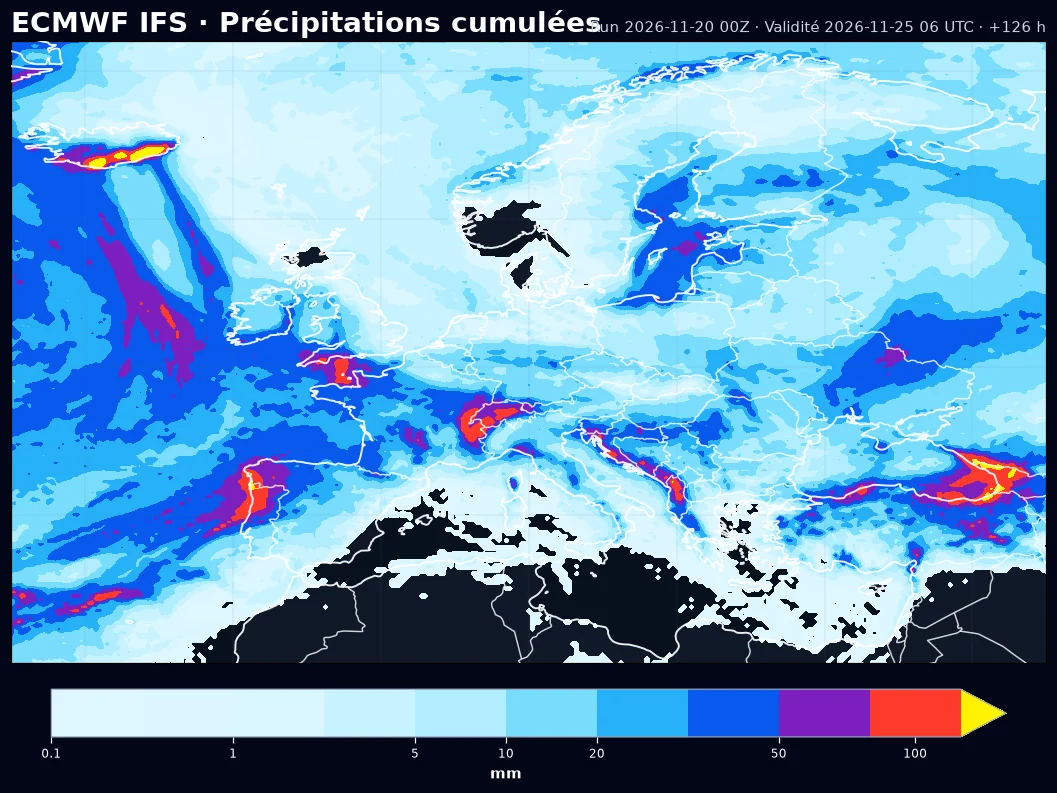 ECMWF IFS · Précipitations cumulées
Run 2026-11-20 00Z · Validité 2026-11-25 06 UTC · +126 h
0.1 1 5 10 20 50 100
mm